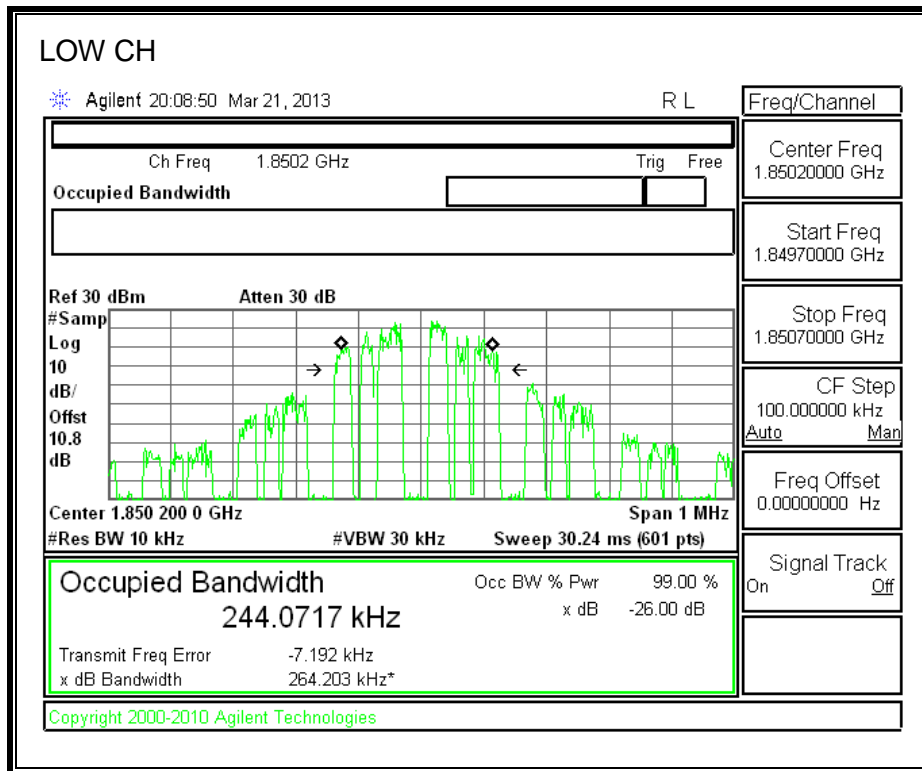 LOW CH
Agilent 20:08:50 Mar 21, 2013 R L
Ch Freq 1.8502 GHz Trig Free
Occupied Bandwidth
Ref 30 dBm Atten 30 dB
#Samp
Log
10
dB/
Offst
10.8
dB
Center 1.850 200 0 GHz Span 1 MHz
#Res BW 10 kHz #VBW 30 kHz Sweep 30.24 ms (601 pts)
Occupied Bandwidth Occ BW % Pwr 99.00 %
244.0717 kHz x dB -26.00 dB
Transmit Freq Error -7.192 kHz
x dB Bandwidth 264.203 kHz*
Copyright 2000-2010 Agilent Technologies
Freq/Channel
Center Freq
1.85020000 GHz
Start Freq
1.84970000 GHz
Stop Freq
1.85070000 GHz
CF Step
100.000000 kHz
Auto Man
Freq Offset
0.00000000 Hz
Signal Track
On Off